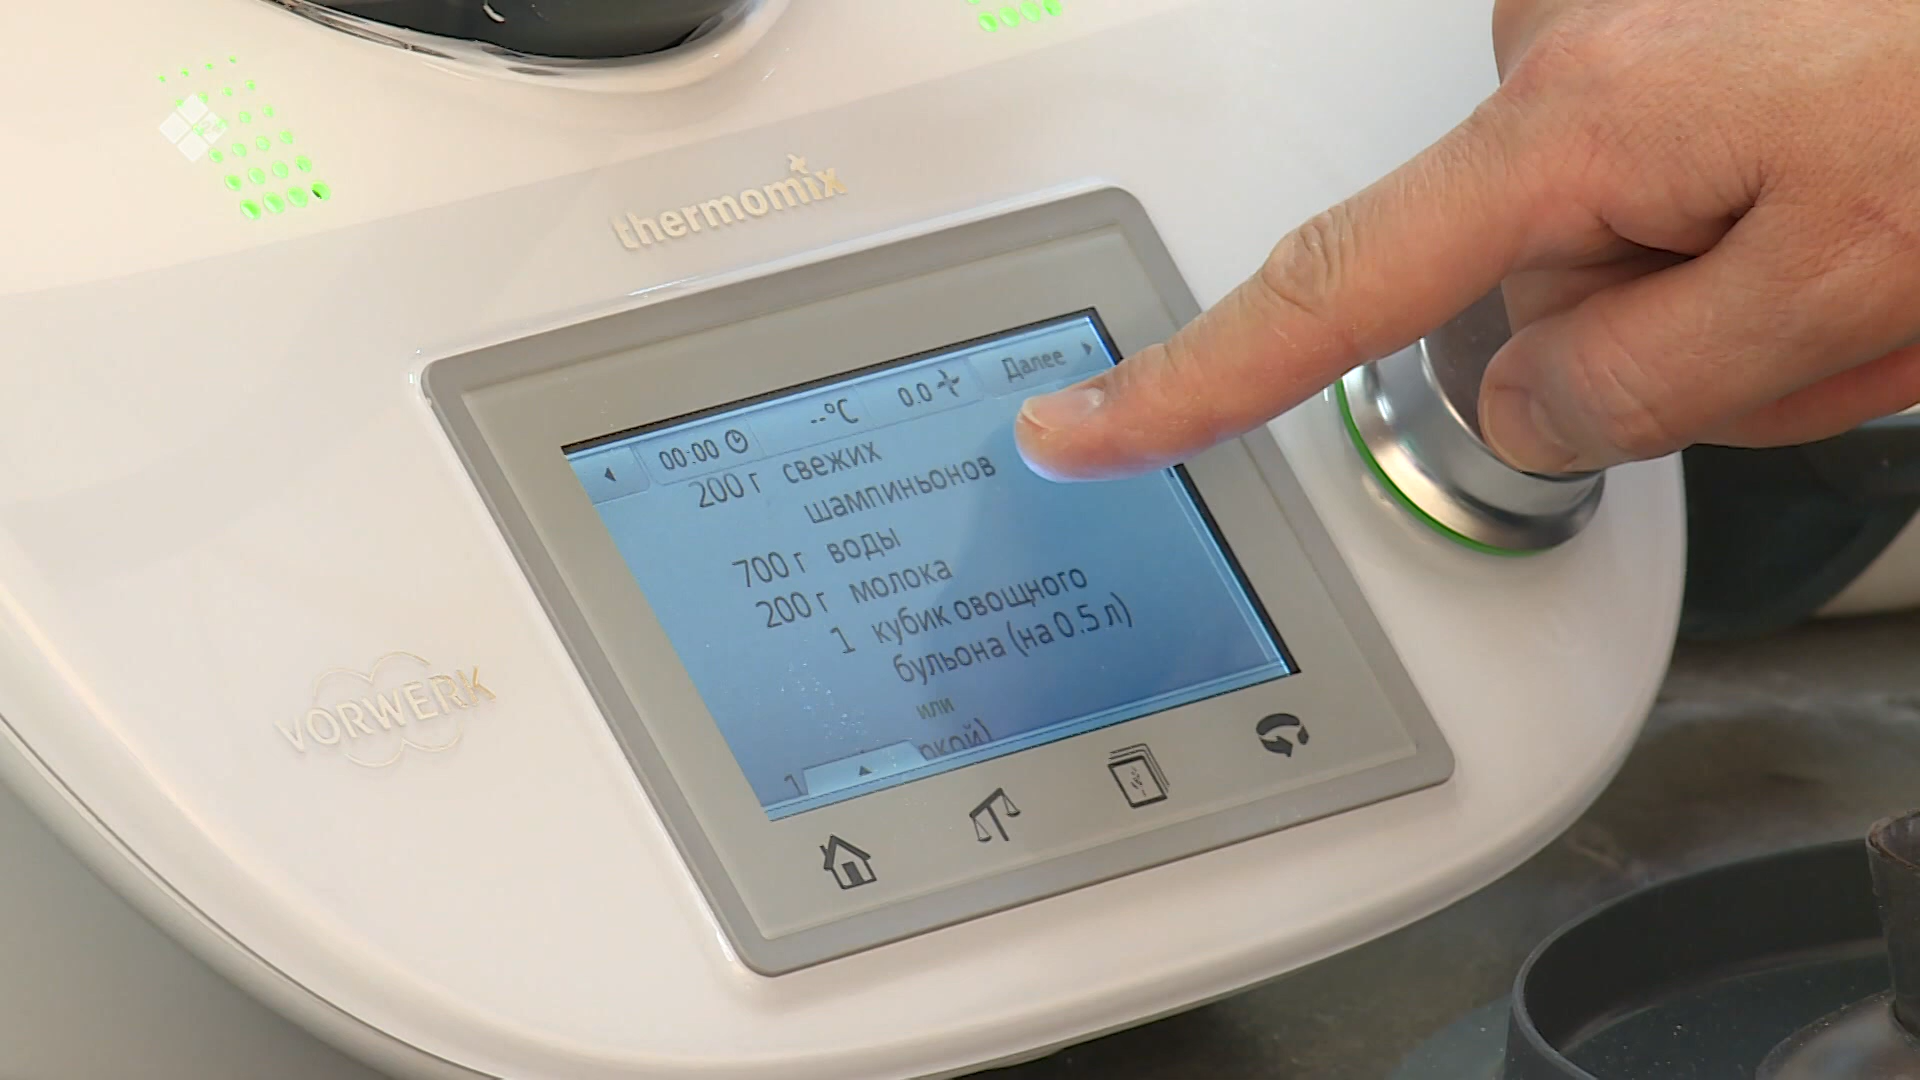 thermomix
00:00 --°C 0.0 Далее
200 г свежих
шампиньонов
700 г воды
200 г молока
1 кубик овощного
бульона (на 0.5 л)
или
1
VORWERK